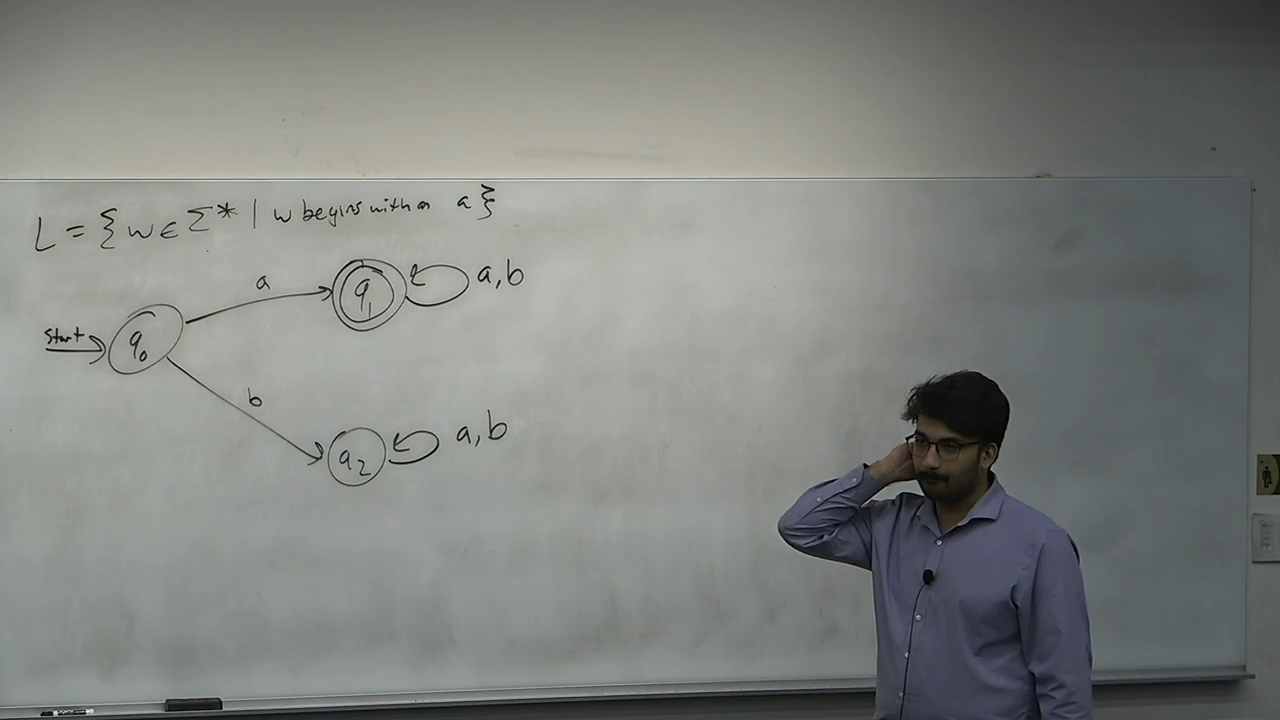 L = {w ∈ Σ* | w begins with an a}
a
q₁
a, b
Start
q₀
b
q₂
a, b